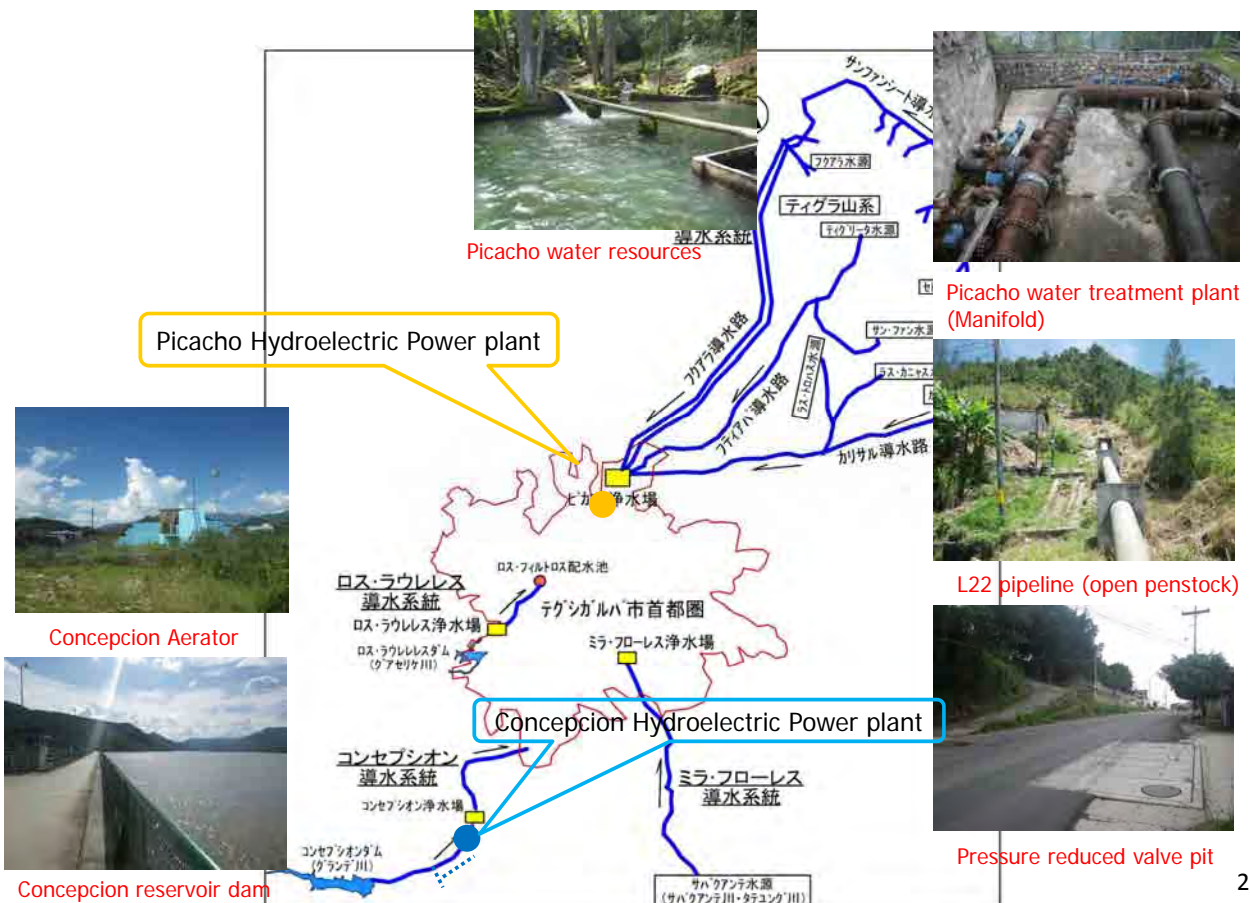 サンファンシート導水
フクアラ水源
ティグラ山系
ティグリータ水源
導水系統
Picacho water resources
Picacho water treatment plant
(Manifold)
Picacho Hydroelectric Power plant
サン・ファン水源
ラス・トロハス水源
ラス・カニャス
フクアラ導水路
フティアパ導水路
カリサル導水路
浄水場
Concepcion Aerator
L22 pipeline (open penstock)
ロス・フィルトロス配水池
ロス・ラウレレス
導水系統
ロス・ラウレレス浄水場
テグシガルパ市首都圏
ミラ・フローレス浄水場
ロス・ラウレレスダム
(グアセリケ川)
Concepcion Hydroelectric Power plant
コンセプシオン
導水系統
ミラ・フローレス
導水系統
コンセプシオン浄水場
コンセプシオンダム
(グランデ川)
Pressure reduced valve pit
Concepcion reservoir dam
サバクアンテ水源
(サバクアンテ川・タテユング川)
2